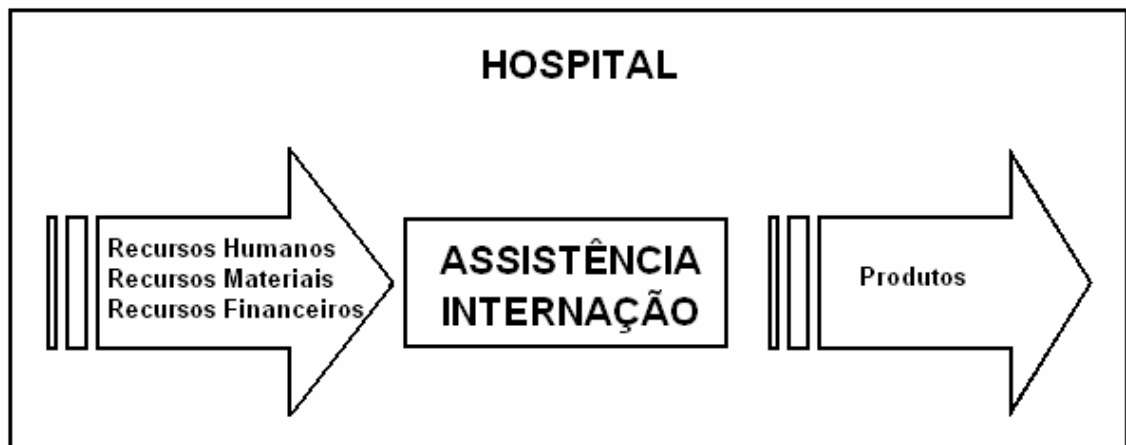 HOSPITAL
Recursos Humanos
Recursos Materiais
Recursos Financeiros
ASSISTÊNCIA
INTERNAÇÃO
Produtos